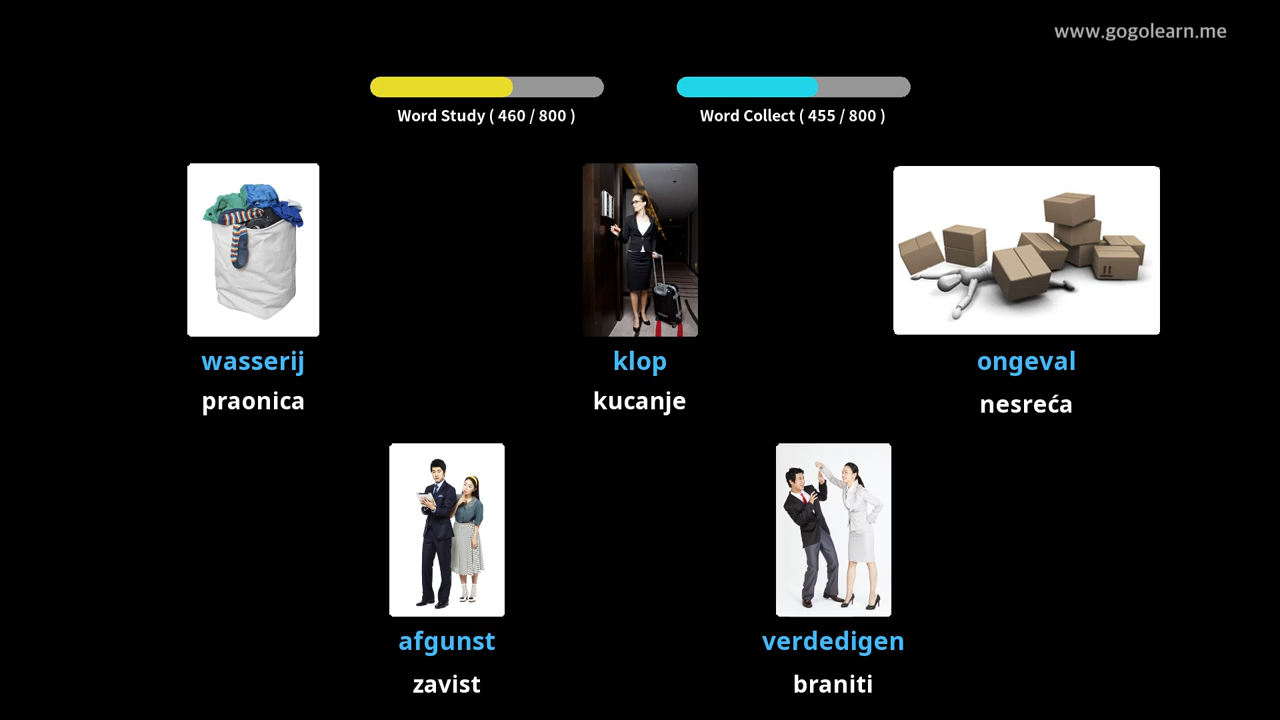 www.gogolearn.me
Word Study ( 460 / 800 )
Word Collect ( 455 / 800 )
wasserij
praonica
klop
kucanje
ongeval
nesreća
afgunst
zavist
verdedigen
braniti